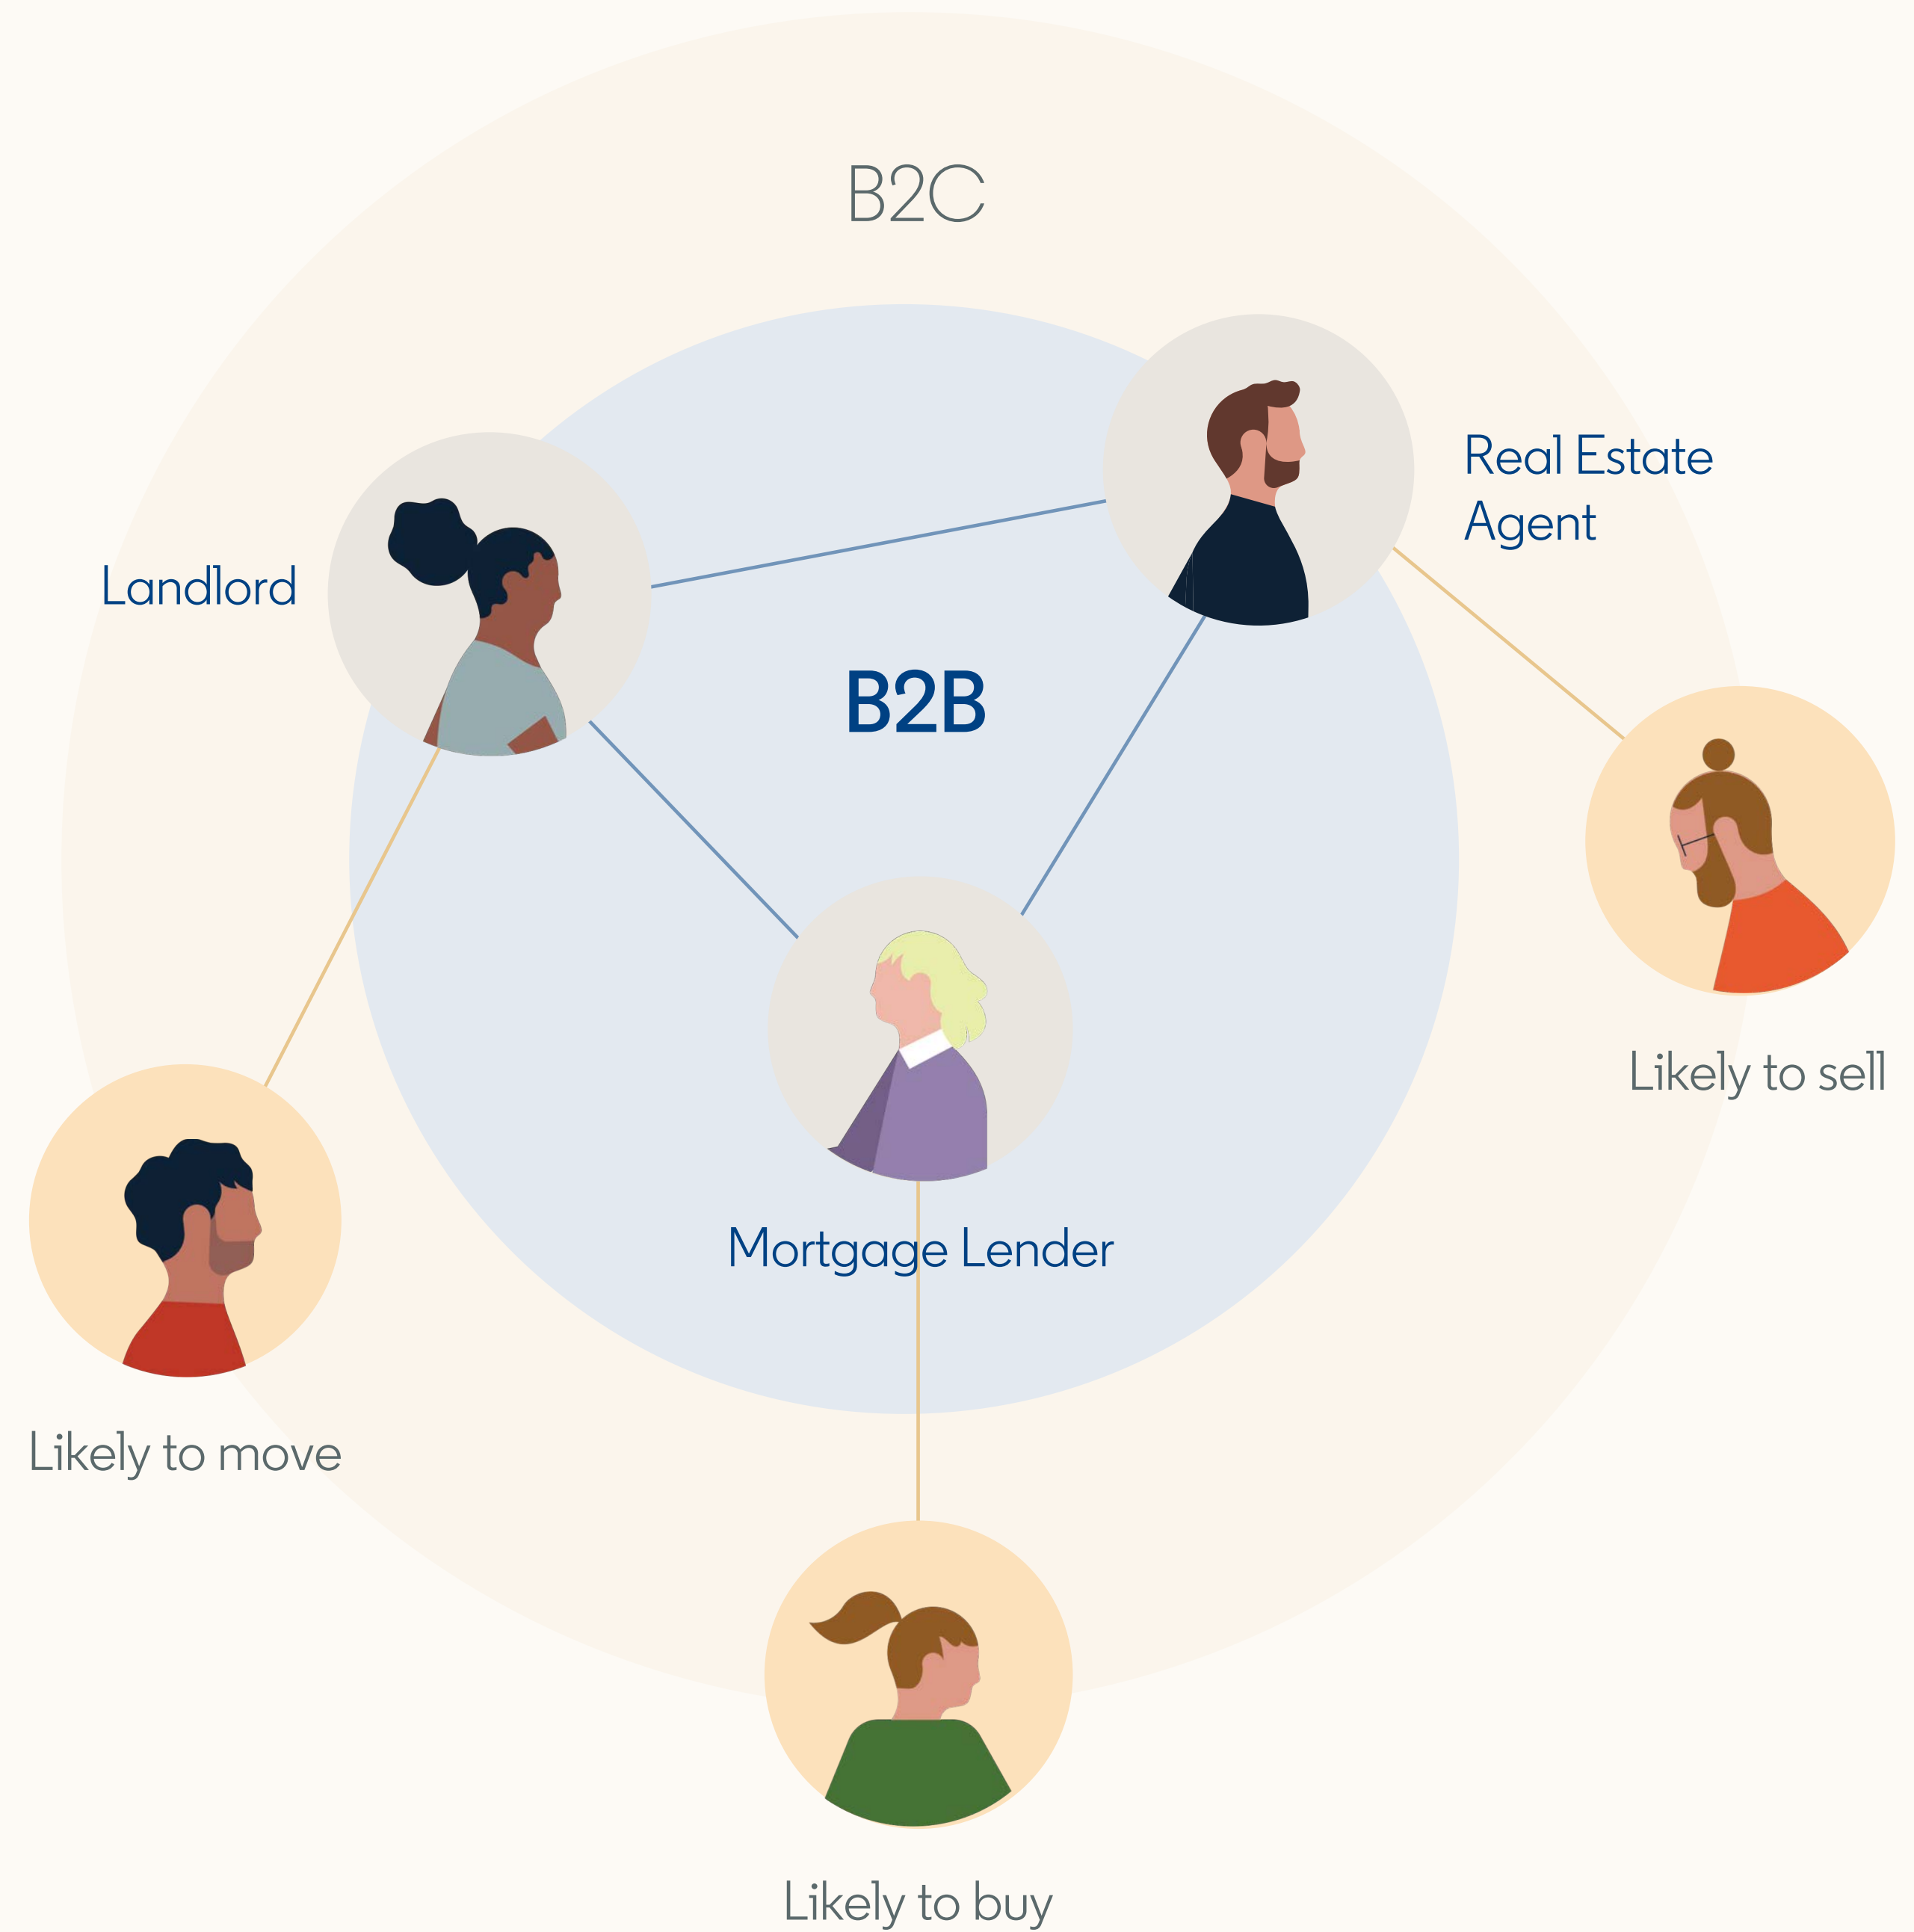 B2C
Real Estate
Agent
Landlord
B2B
Likely to sell
Mortgage Lender
Likely to move
Likely to buy